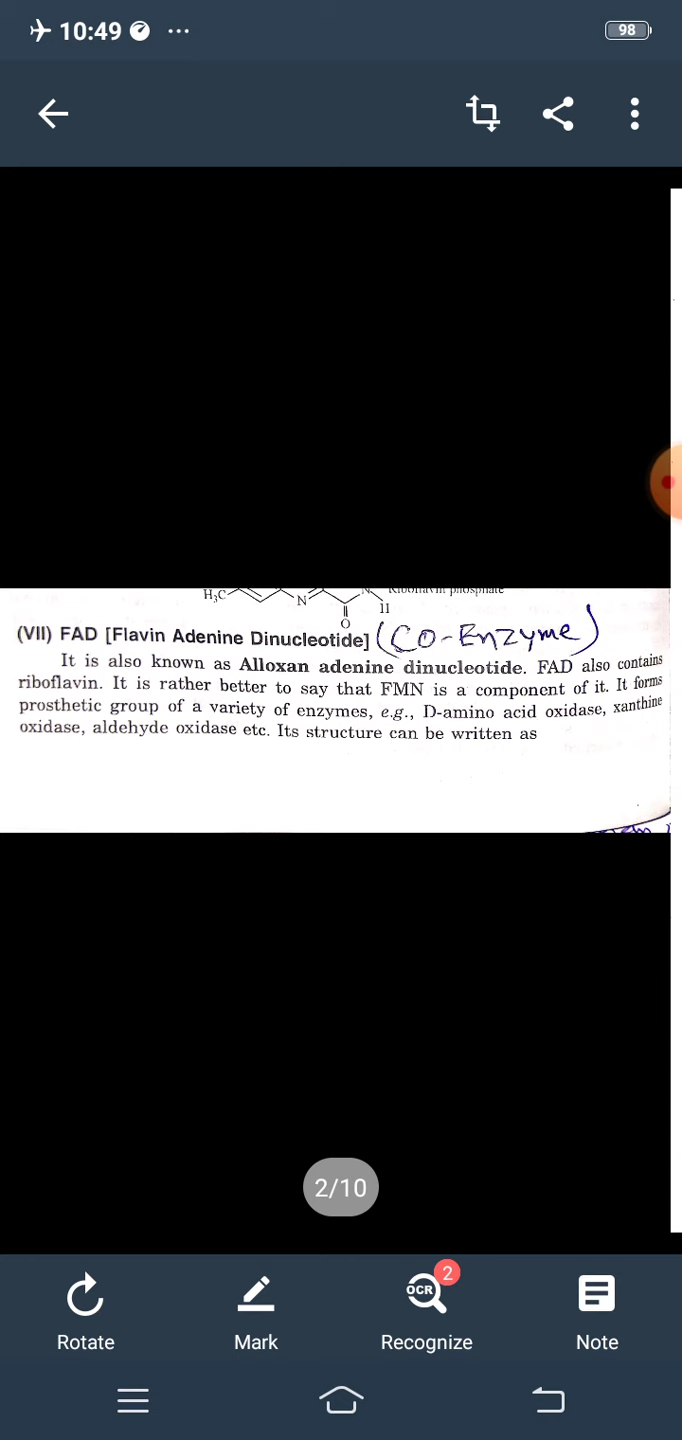 10:49
98
H₃C
N
N
O
11
Riboflavin phosphate
(VII) FAD [Flavin Adenine Dinucleotide] (CO-Enzyme)
It is also known as Alloxan adenine dinucleotide. FAD also contains
riboflavin. It is rather better to say that FMN is a component of it. It forms
prosthetic group of a variety of enzymes, e.g., D-amino acid oxidase, xanthine
oxidase, aldehyde oxidase etc. Its structure can be written as
2/10
OCR
2
Rotate
Mark
Recognize
Note